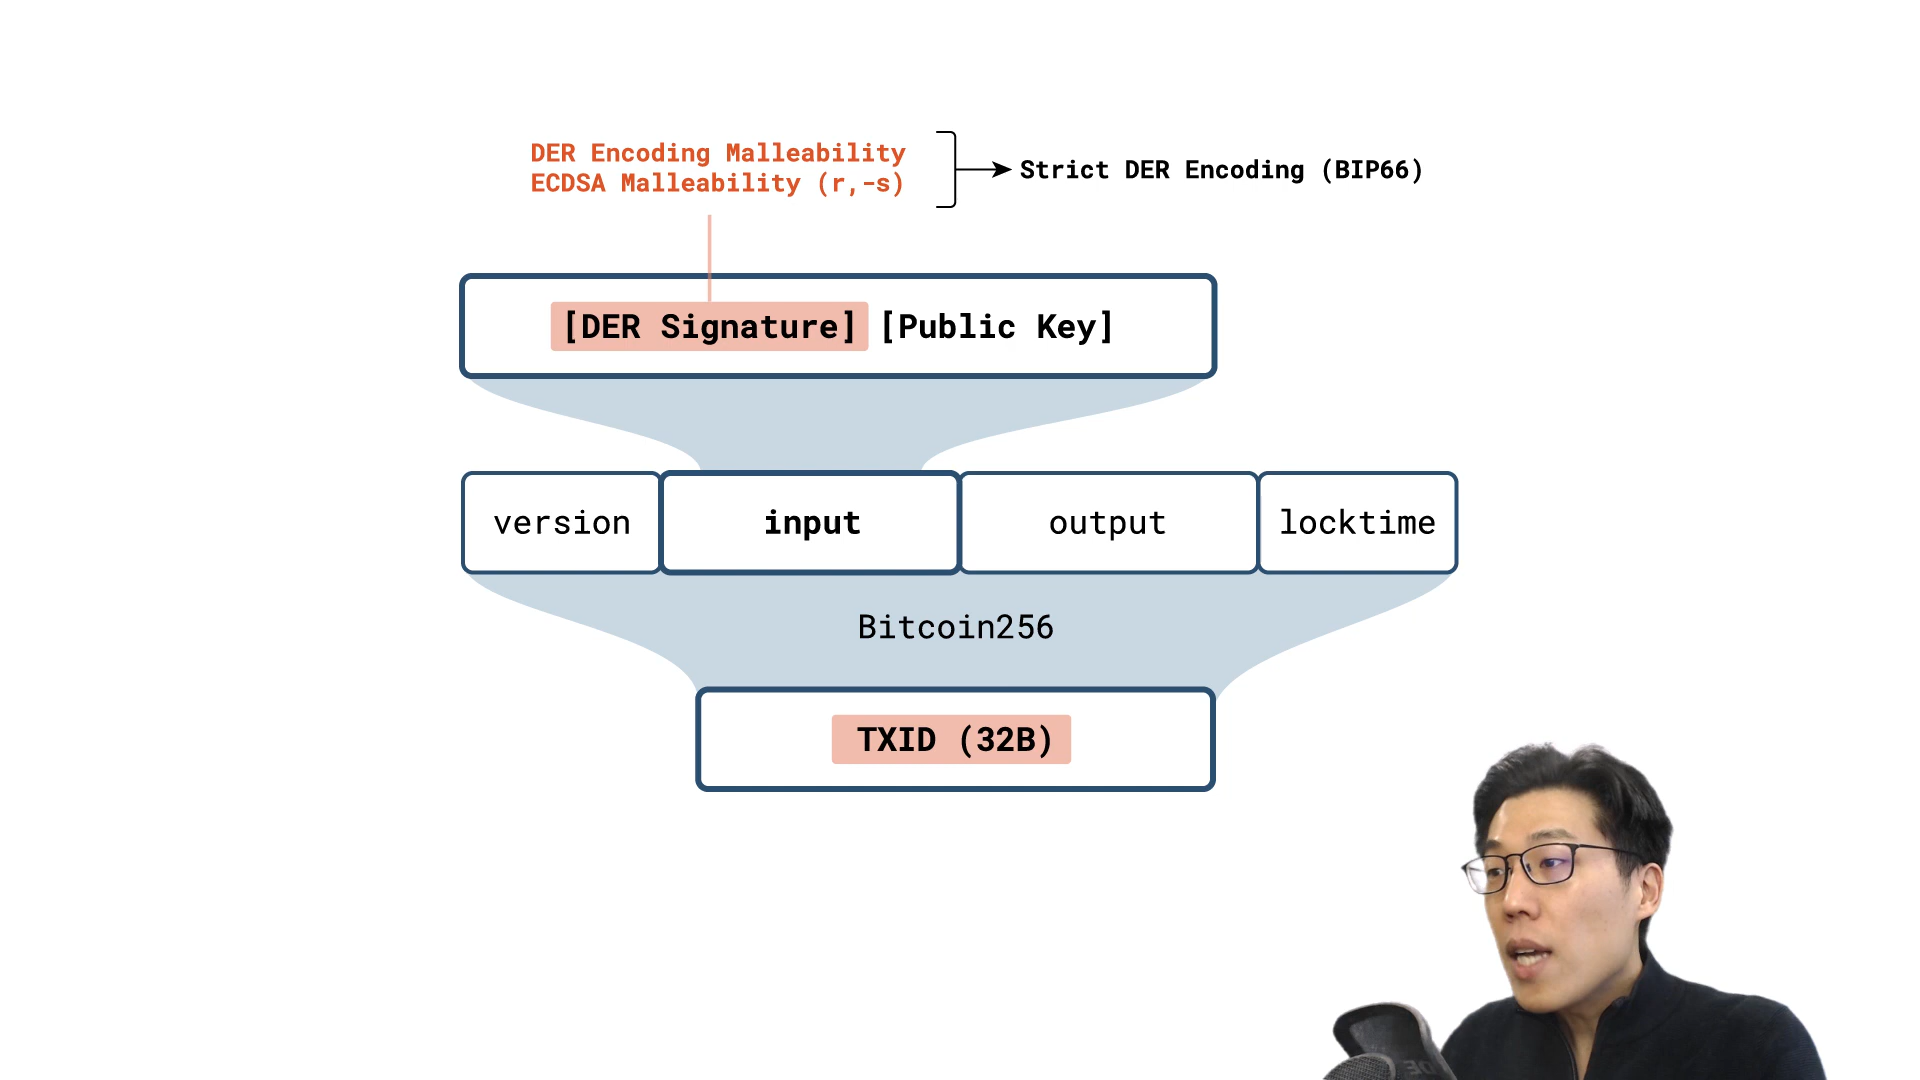 DER Encoding Malleability
ECDSA Malleability (r,-s)
Strict DER Encoding (BIP66)
[DER Signature] [Public Key]
version
input
output
locktime
Bitcoin256
TXID (32B)